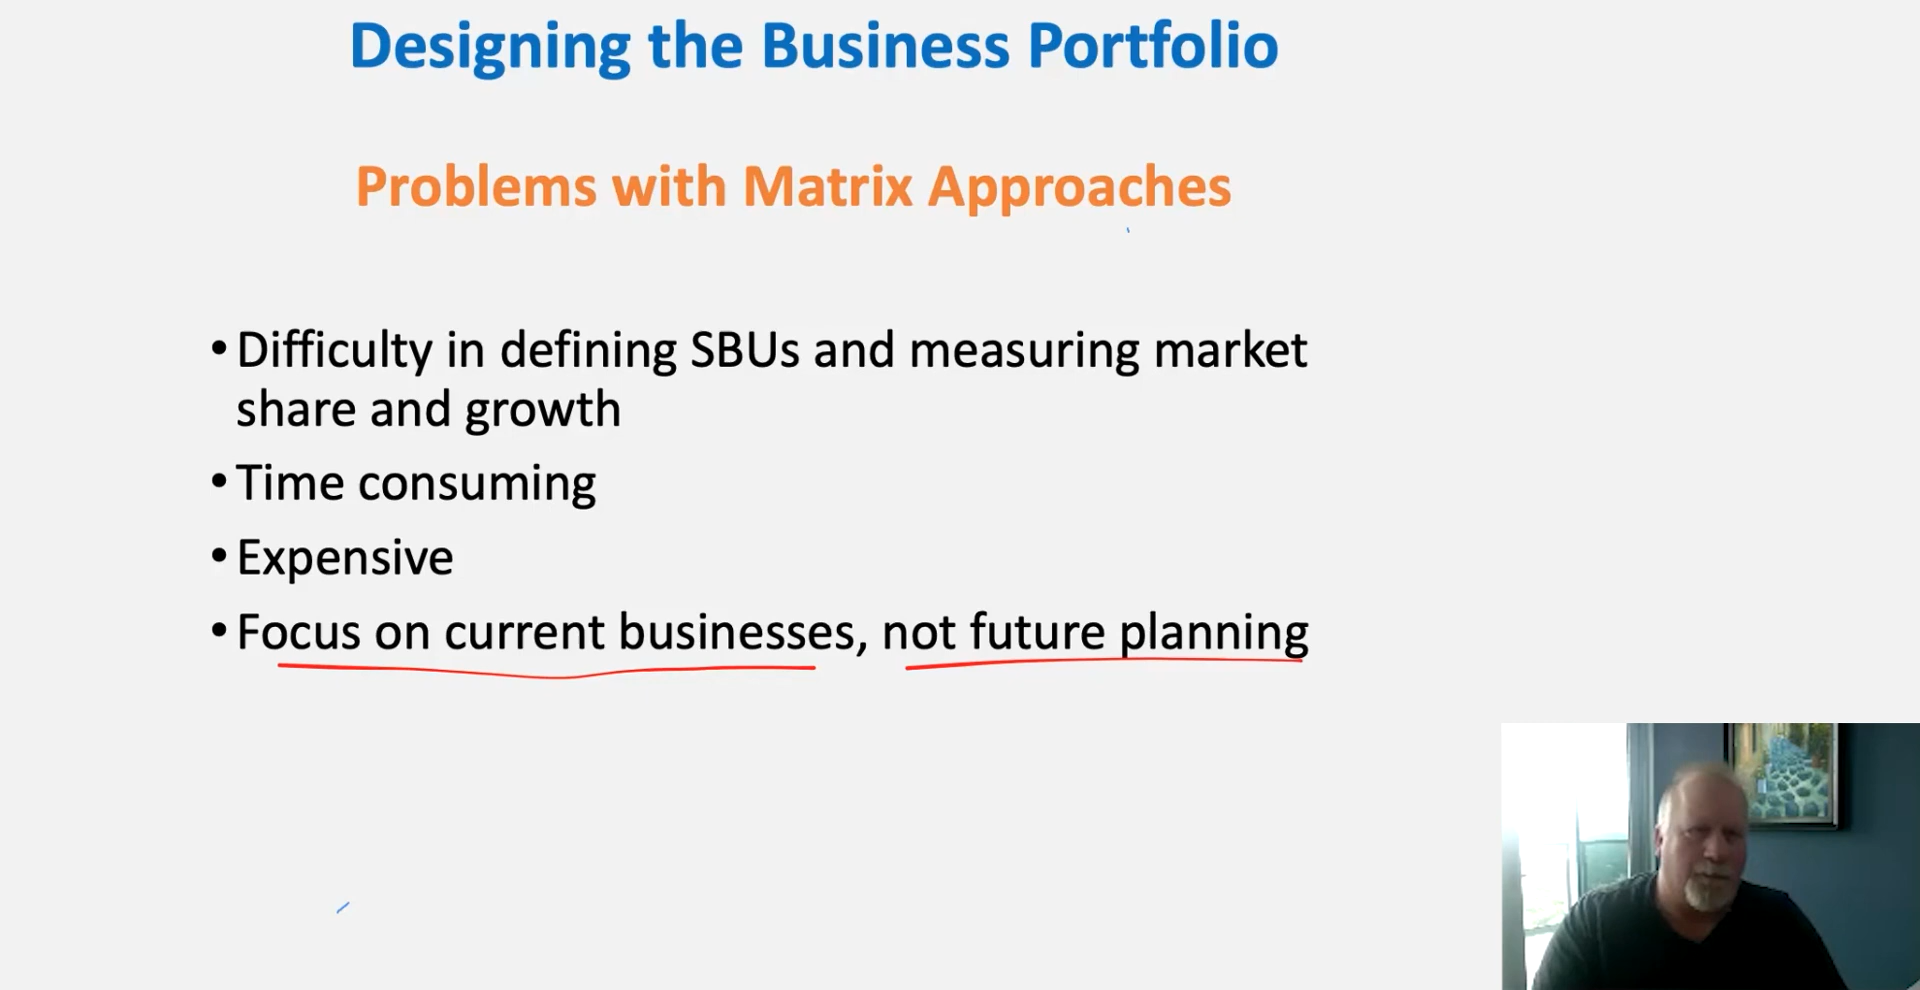 Designing the Business Portfolio
Problems with Matrix Approaches
• Difficulty in defining SBUs and measuring market
share and growth
• Time consuming
• Expensive
• Focus on current businesses, not future planning